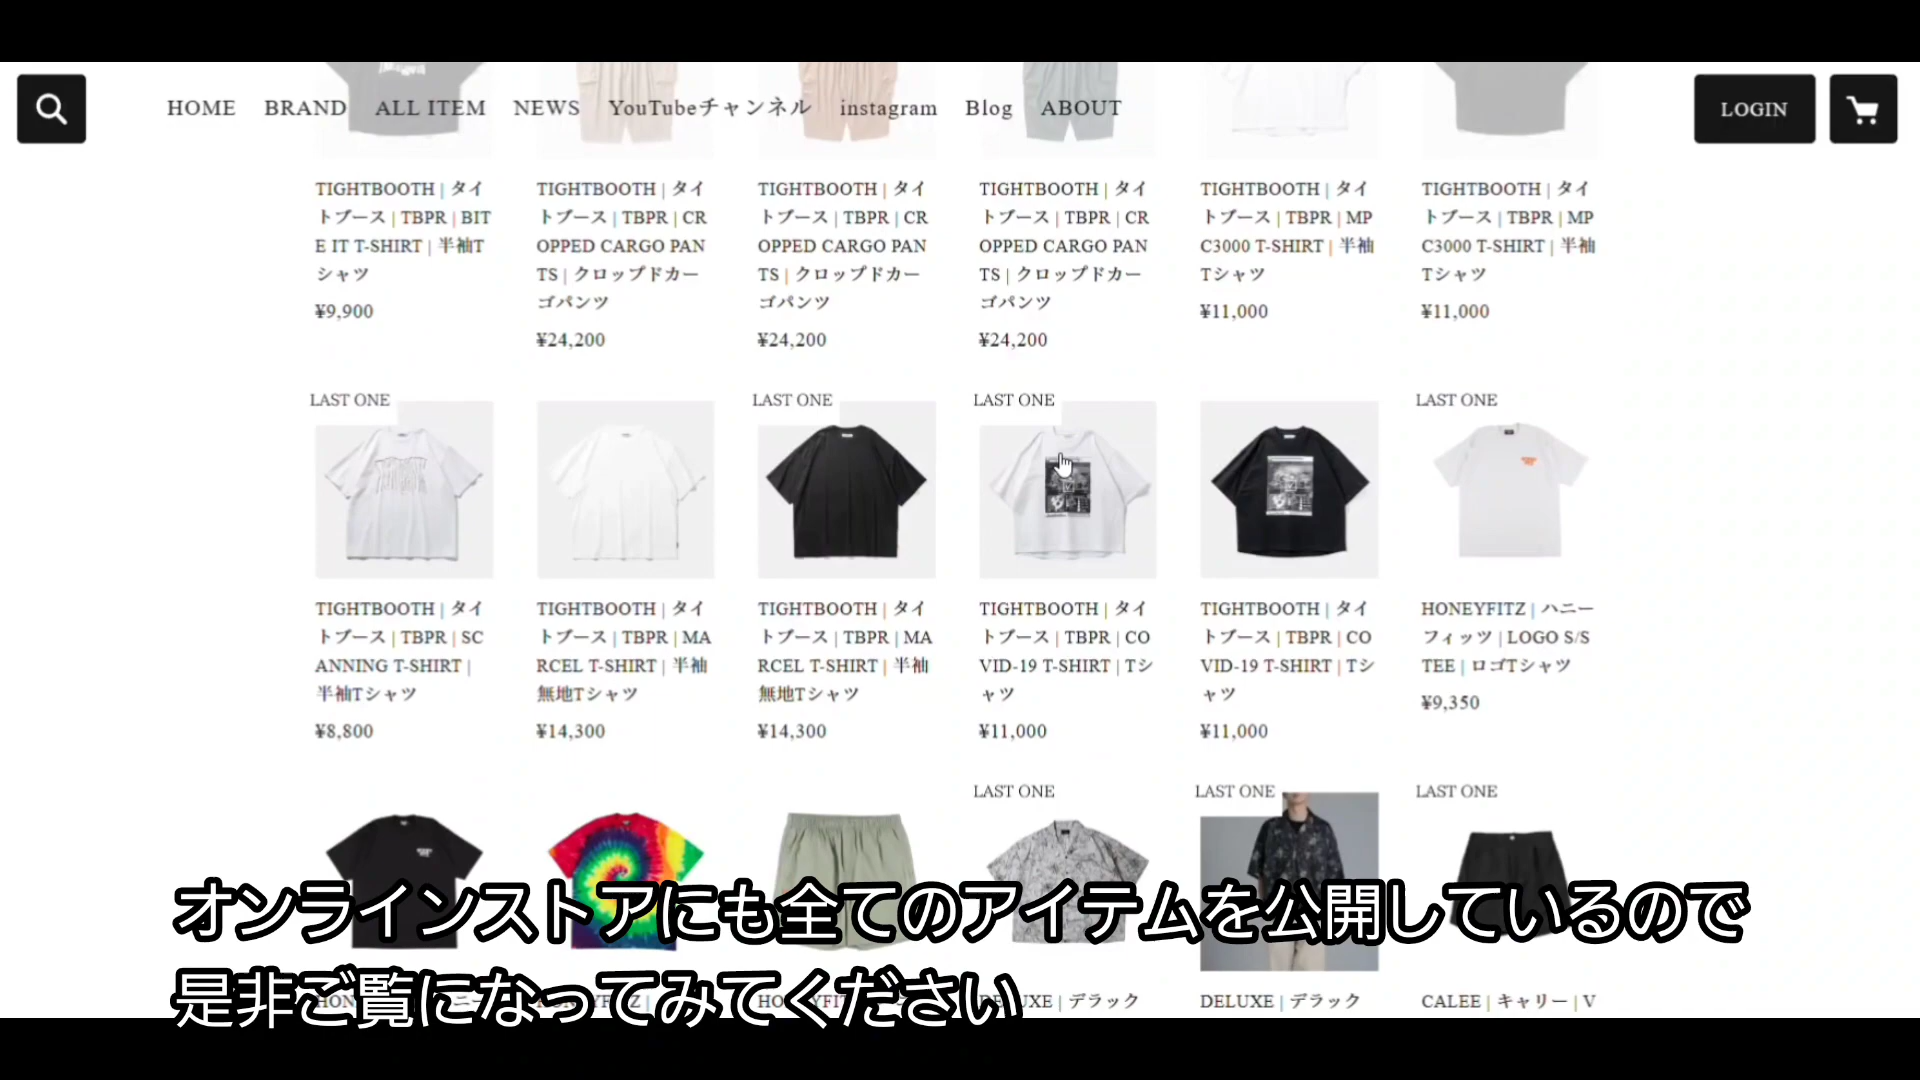 HOME BRAND ALL ITEM NEWS YouTubeチャンネル instagram Blog ABOUT LOGIN
TIGHTBOOTH | タイ
トブース | TBPR | BIT
E IT T-SHIRT | 半袖T
シャツ
¥9,900
TIGHTBOOTH | タイ
トブース | TBPR | CR
OPPED CARGO PAN
TS | クロップドカー
ゴパンツ
¥24,200
TIGHTBOOTH | タイ
トブース | TBPR | CR
OPPED CARGO PAN
TS | クロップドカー
ゴパンツ
¥24,200
TIGHTBOOTH | タイ
トブース | TBPR | CR
OPPED CARGO PAN
TS | クロップドカー
ゴパンツ
¥24,200
TIGHTBOOTH | タイ
トブース | TBPR | MP
C3000 T-SHIRT | 半袖
Tシャツ
¥11,000
TIGHTBOOTH | タイ
トブース | TBPR | MP
C3000 T-SHIRT | 半袖
Tシャツ
¥11,000
LAST ONE
TIGHTBOOTH | タイ
トブース | TBPR | SC
ANNING T-SHIRT |
半袖Tシャツ
¥8,800
TIGHTBOOTH | タイ
トブース | TBPR | MA
RCEL T-SHIRT | 半袖
無地Tシャツ
¥14,300
LAST ONE
TIGHTBOOTH | タイ
トブース | TBPR | MA
RCEL T-SHIRT | 半袖
無地Tシャツ
¥14,300
LAST ONE
TIGHTBOOTH | タイ
トブース | TBPR | CO
VID-19 T-SHIRT | Tシ
ャツ
¥11,000
TIGHTBOOTH | タイ
トブース | TBPR | CO
VID-19 T-SHIRT | Tシ
ャツ
¥11,000
LAST ONE
HONEYFITZ | ハニー
フィッツ | LOGO S/S
TEE | ロゴTシャツ
¥9,350
LAST ONE
LAST ONE
LAST ONE
DELUXE | デラック
DELUXE | デラック
CALEE | キャリー | V
オンラインストアにも全てのアイテムを公開しているので
是非ご覧になってみてください